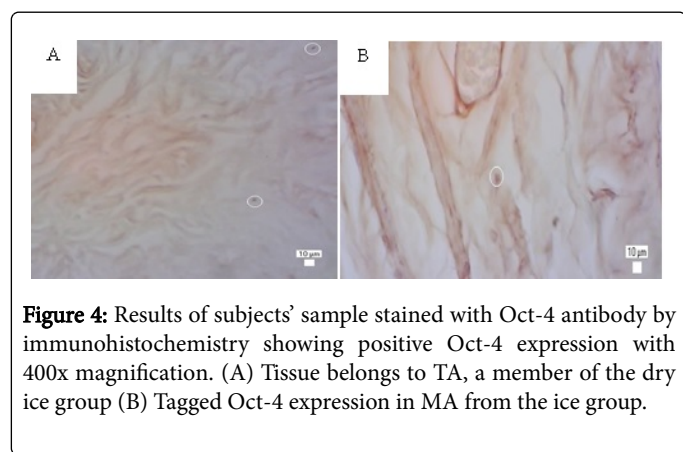 A
B
10 µm
10 µm
Figure 4: Results of subjects' sample stained with Oct-4 antibody by
immunohistochemistry showing positive Oct-4 expression with
400x magnification. (A) Tissue belongs to TA, a member of the dry
ice group (B) Tagged Oct-4 expression in MA from the ice group.